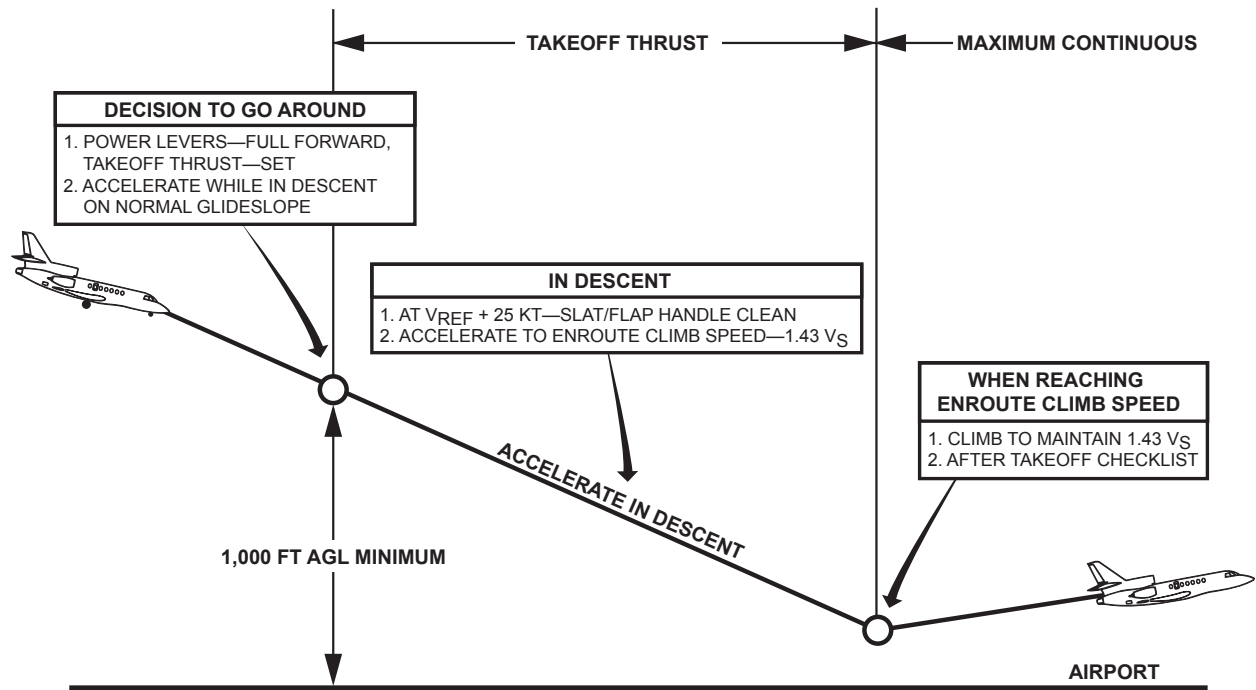 TAKEOFF THRUST
MAXIMUM CONTINUOUS
DECISION TO GO AROUND
1. POWER LEVERS—FULL FORWARD,
TAKEOFF THRUST—SET
2. ACCELERATE WHILE IN DESCENT
ON NORMAL GLIDESLOPE
IN DESCENT
1. AT VREF + 25 KT—SLAT/FLAP HANDLE CLEAN
2. ACCELERATE TO ENROUTE CLIMB SPEED—1.43 VS
WHEN REACHING
ENROUTE CLIMB SPEED
1. CLIMB TO MAINTAIN 1.43 VS
2. AFTER TAKEOFF CHECKLIST
ACCELERATE IN DESCENT
1,000 FT AGL MINIMUM
AIRPORT